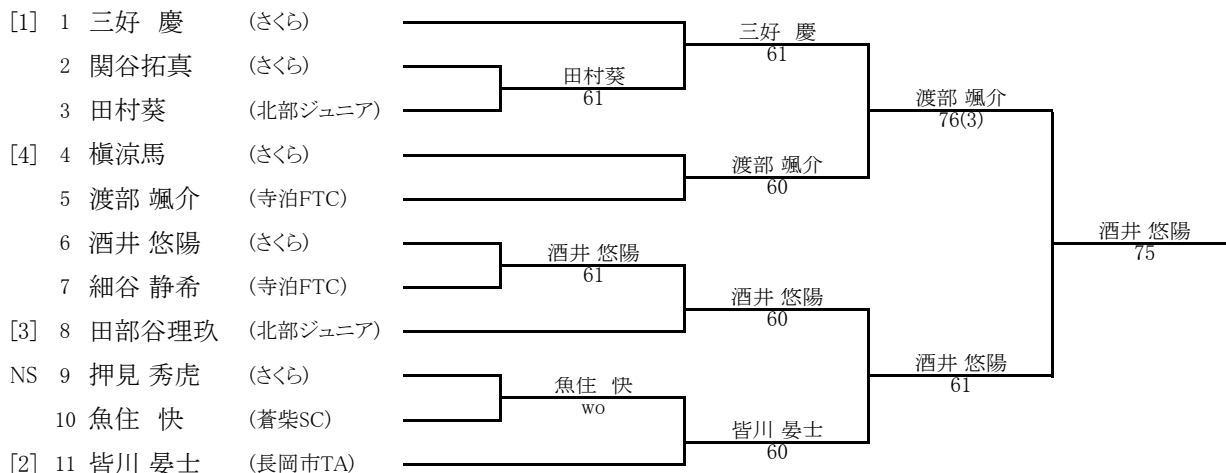 [1] 1 三好 慶 (さくら)
2 関谷拓真 (さくら)
3 田村葵 (北部ジュニア)
[4] 4 槇涼馬 (さくら)
5 渡部 颯介 (寺泊FTC)
6 酒井 悠陽 (さくら)
7 細谷 静希 (寺泊FTC)
[3] 8 田部谷理玖 (北部ジュニア)
NS 9 押見 秀虎 (さくら)
10 魚住 快 (蒼柴SC)
[2] 11 皆川 晏士 (長岡市TA)
田村葵
61
酒井 悠陽
61
魚住 快
wo
三好 慶
61
渡部 颯介
60
酒井 悠陽
60
皆川 晏士
60
渡部 颯介
76(3)
酒井 悠陽
61
酒井 悠陽
75